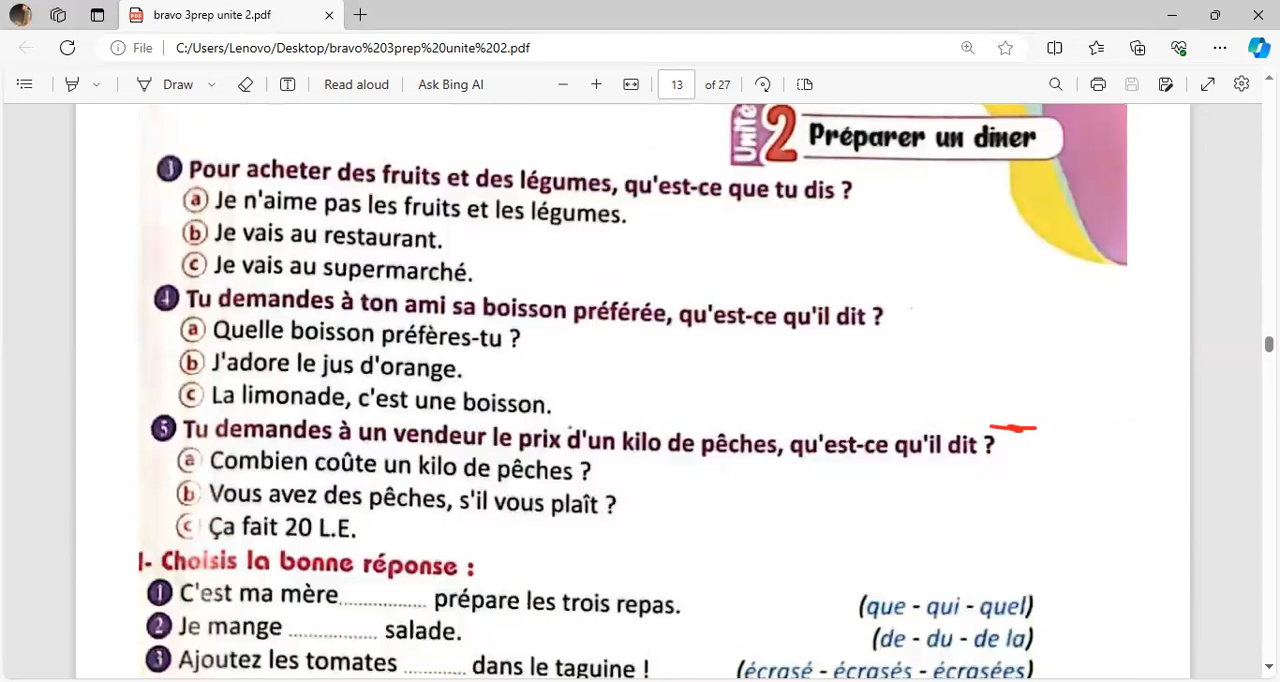 bravo 3prep unite 2.pdf
File
C:/Users/Lenovo/Desktop/bravo%203prep%20unite%202.pdf
Draw
Read aloud
Ask Bing AI
13
of 27
Unité 2 Préparer un diner
3 Pour acheter des fruits et des légumes, qu'est-ce que tu dis ?
a Je n'aime pas les fruits et les légumes.
b Je vais au restaurant.
c Je vais au supermarché.
4 Tu demandes à ton ami sa boisson préférée, qu'est-ce qu'il dit ?
a Quelle boisson préfères-tu ?
b J'adore le jus d'orange.
c La limonade, c'est une boisson.
5 Tu demandes à un vendeur le prix d'un kilo de pêches, qu'est-ce qu'il dit ?
a Combien coûte un kilo de pêches ?
b Vous avez des pêches, s'il vous plaît ?
c Ça fait 20 L.E.
I- Choisis la bonne réponse :
1 C'est ma mère............... prépare les trois repas. (que - qui - quel)
2 Je mange ............... salade. (de - du - de la)
3 Ajoutez les tomates ........... dans le taguine ! (écrasé - écrasés - écrasées)